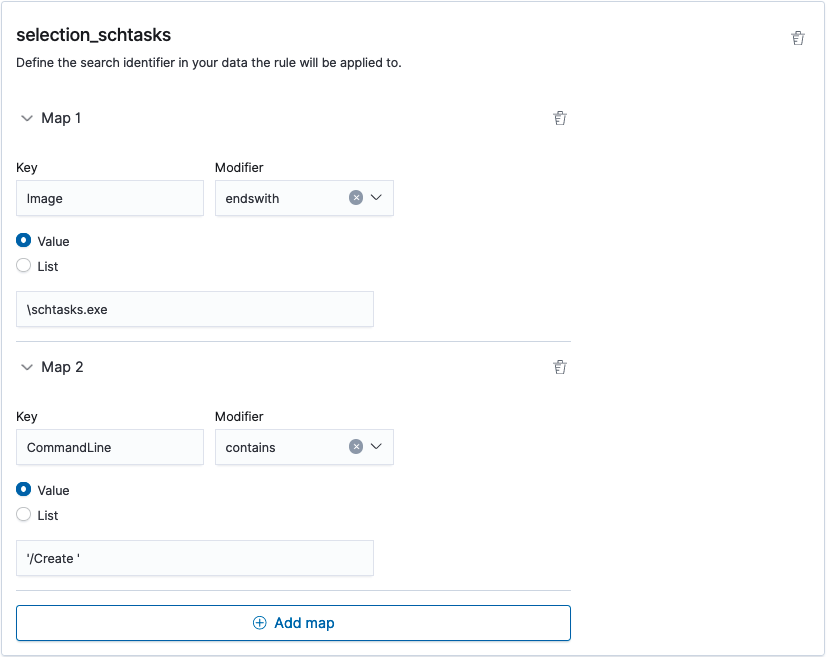 selection_schtasks
Define the search identifier in your data the rule will be applied to.
Map 1
Key Modifier
Image endswith
Value
List
\schtasks.exe
Map 2
Key Modifier
CommandLine contains
Value
List
'/Create '
Add map